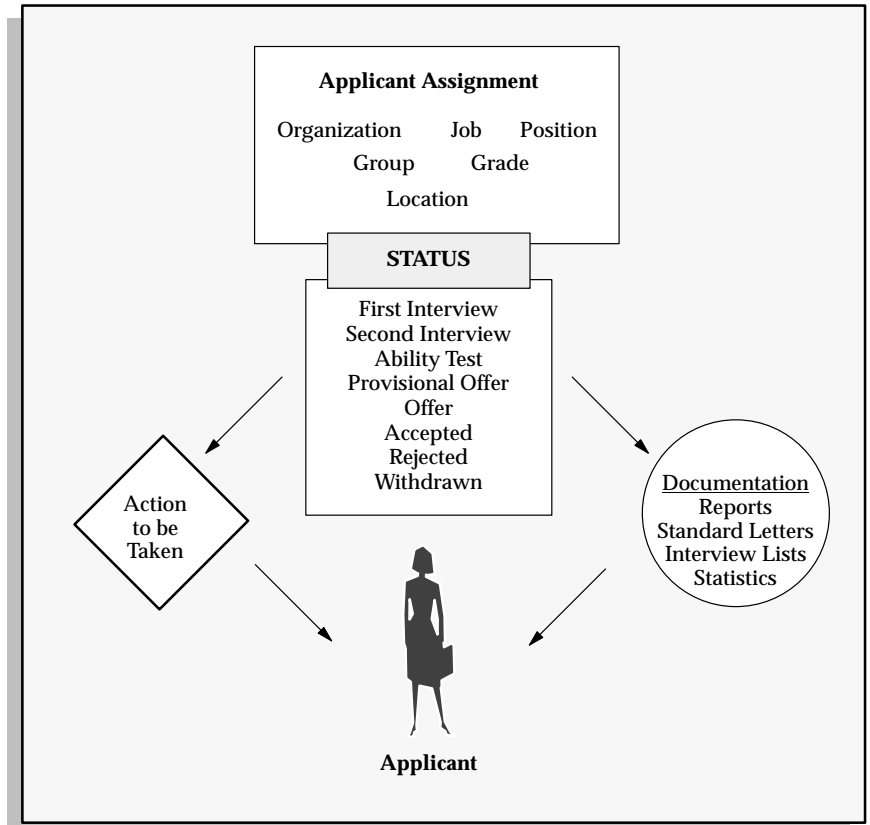 Applicant Assignment
Organization Job Position
Group Grade
Location
STATUS
First Interview
Second Interview
Ability Test
Provisional Offer
Offer
Accepted
Rejected
Withdrawn
Action
to be
Taken
Documentation
Reports
Standard Letters
Interview Lists
Statistics
Applicant